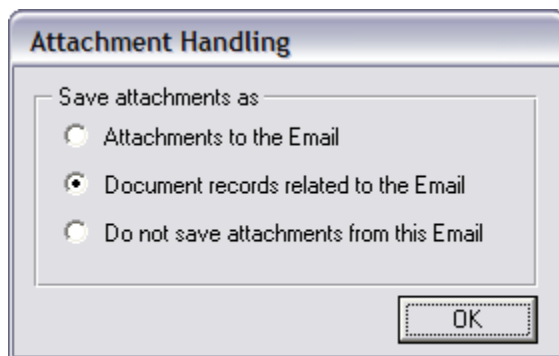 Attachment Handling
Save attachments as
Attachments to the Email
Document records related to the Email
Do not save attachments from this Email
OK